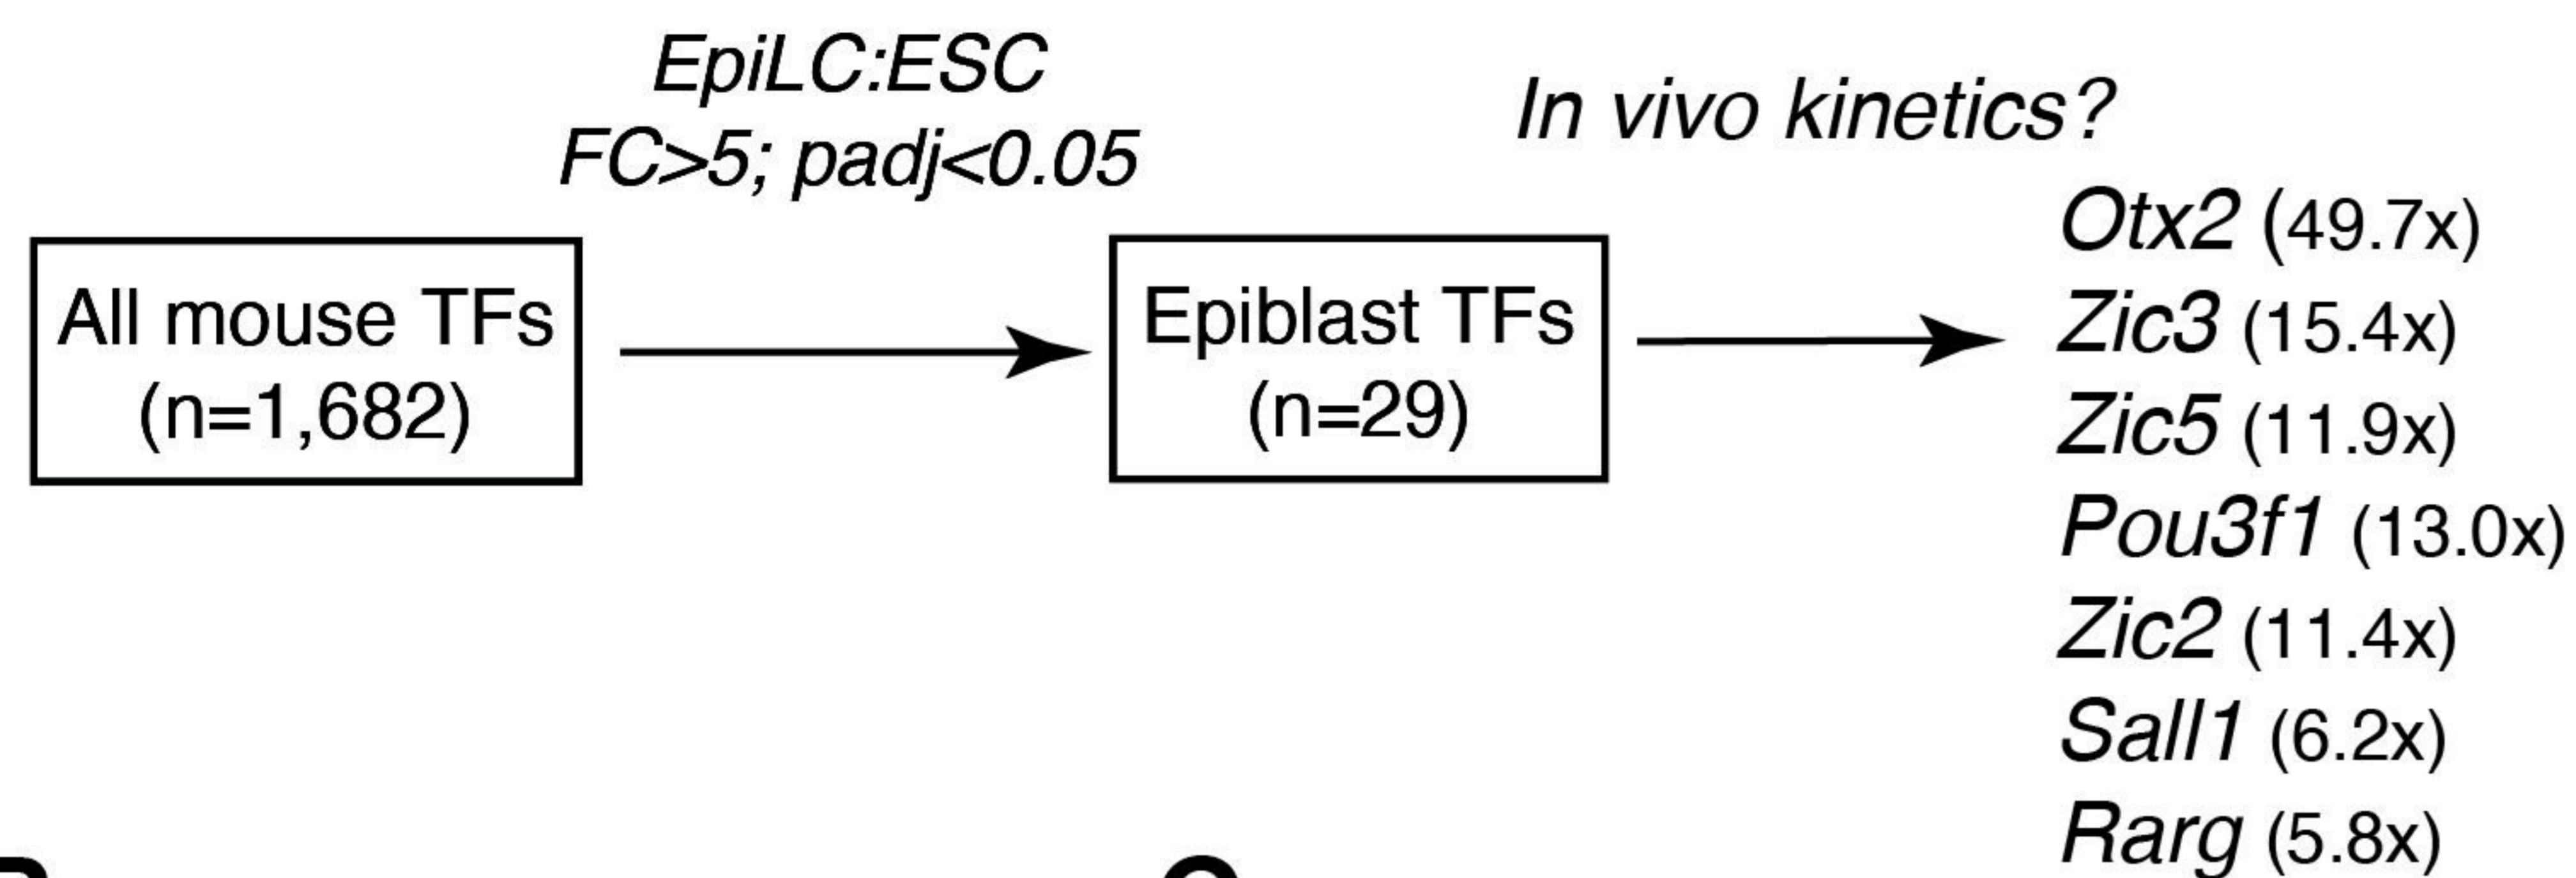 EpiLC:ESC
FC>5; padj<0.05
In vivo kinetics?
All mouse TFs
(n=1,682)
Epiblast TFs
(n=29)
Otx2 (49.7x)
Zic3 (15.4x)
Zic5 (11.9x)
Pou3f1 (13.0x)
Zic2 (11.4x)
Sall1 (6.2x)
Rarg (5.8x)